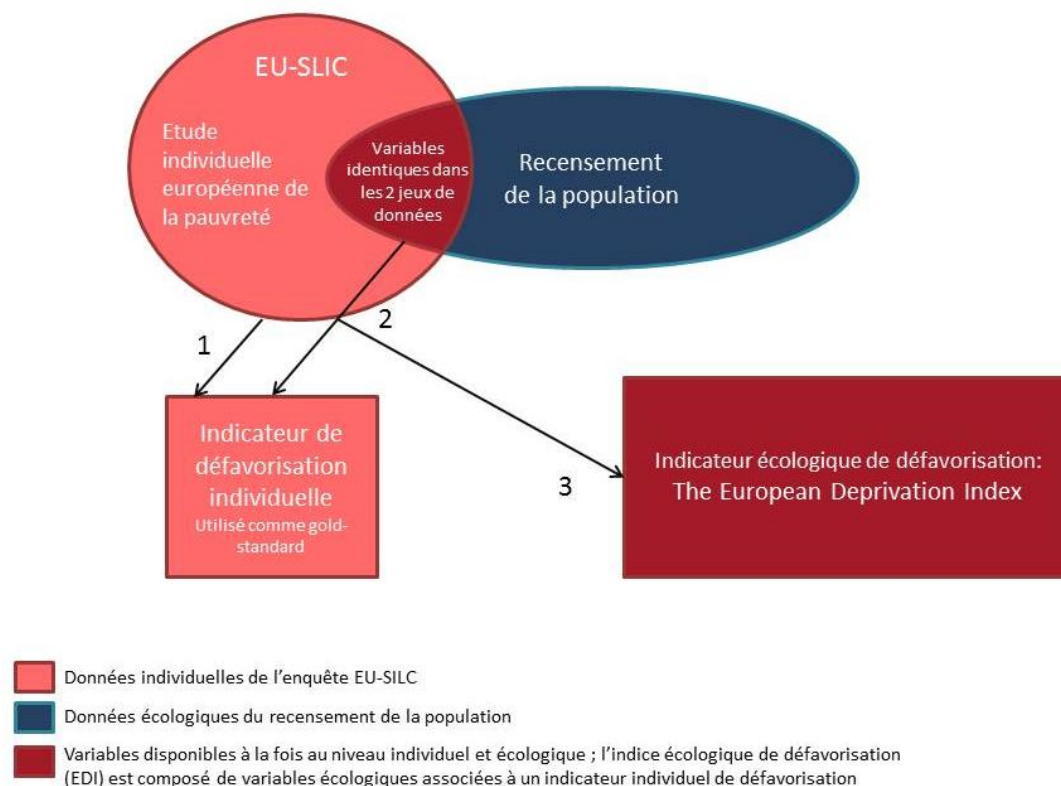 EU-SLIC
Etude
individuelle
européenne de
la pauvreté
Variables
identiques dans
les 2 jeux de
données
Recensement
de la population
1
2
3
Indicateur de
défavorisation
individuelle
Utilisé comme gold-
standard
Indicateur écologique de défavorisation:
The European Deprivation Index
Données individuelles de l'enquête EU-SILC
Données écologiques du recensement de la population
Variables disponibles à la fois au niveau individuel et écologique ; l'indice écologique de défavorisation
(EDI) est composé de variables écologiques associées à un indicateur individuel de défavorisation